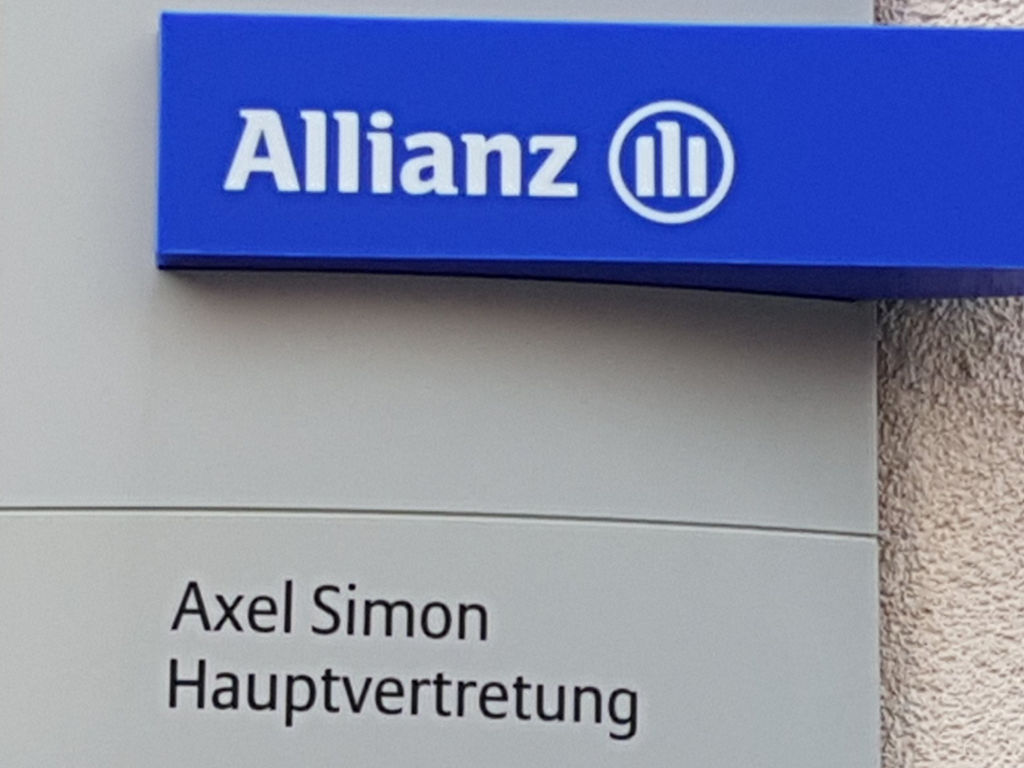 Allianz
Axel Simon
Hauptvertretung